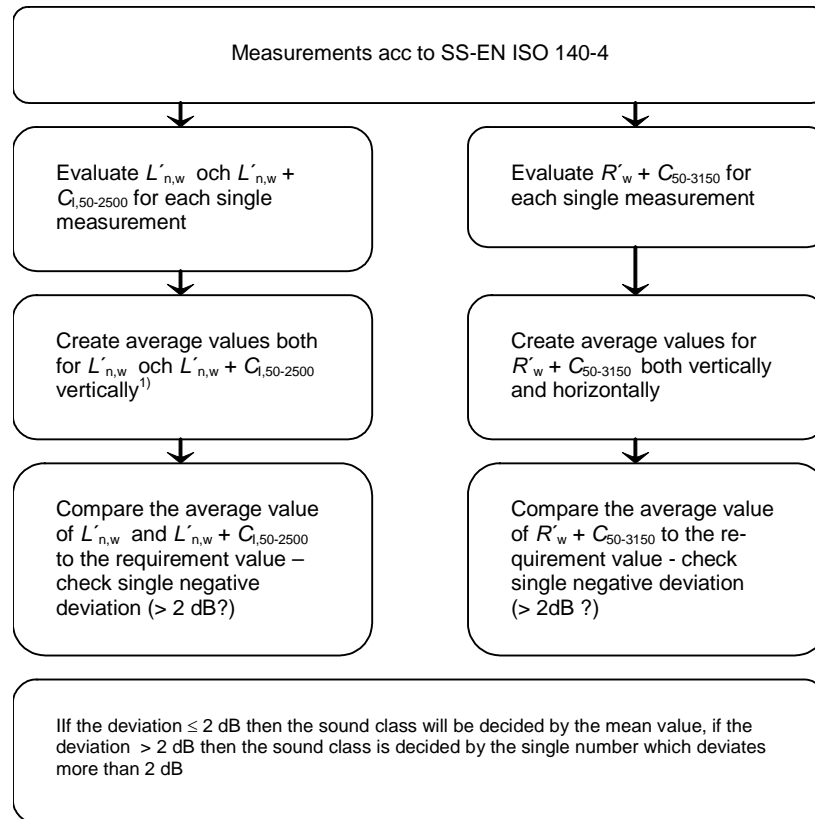 Measurements acc to SS-EN ISO 140-4
Evaluate L´n,w och L´n,w +
CI,50-2500 for each single
measurement
Evaluate R´w + C50-3150 for
each single measurement
Create average values both
for L´n,w och L´n,w + CI,50-2500
vertically1)
Create average values for
R´w + C50-3150 both vertically
and horizontally
Compare the average value
of L´n,w and L´n,w + CI,50-2500
to the requirement value –
check single negative
deviation (> 2 dB?)
Compare the average value
of R´w + C50-3150 to the re-
quirement value - check
single negative deviation
(> 2dB ?)
IIf the deviation ≤ 2 dB then the sound class will be decided by the mean value, if the
deviation > 2 dB then the sound class is decided by the single number which deviates
more than 2 dB